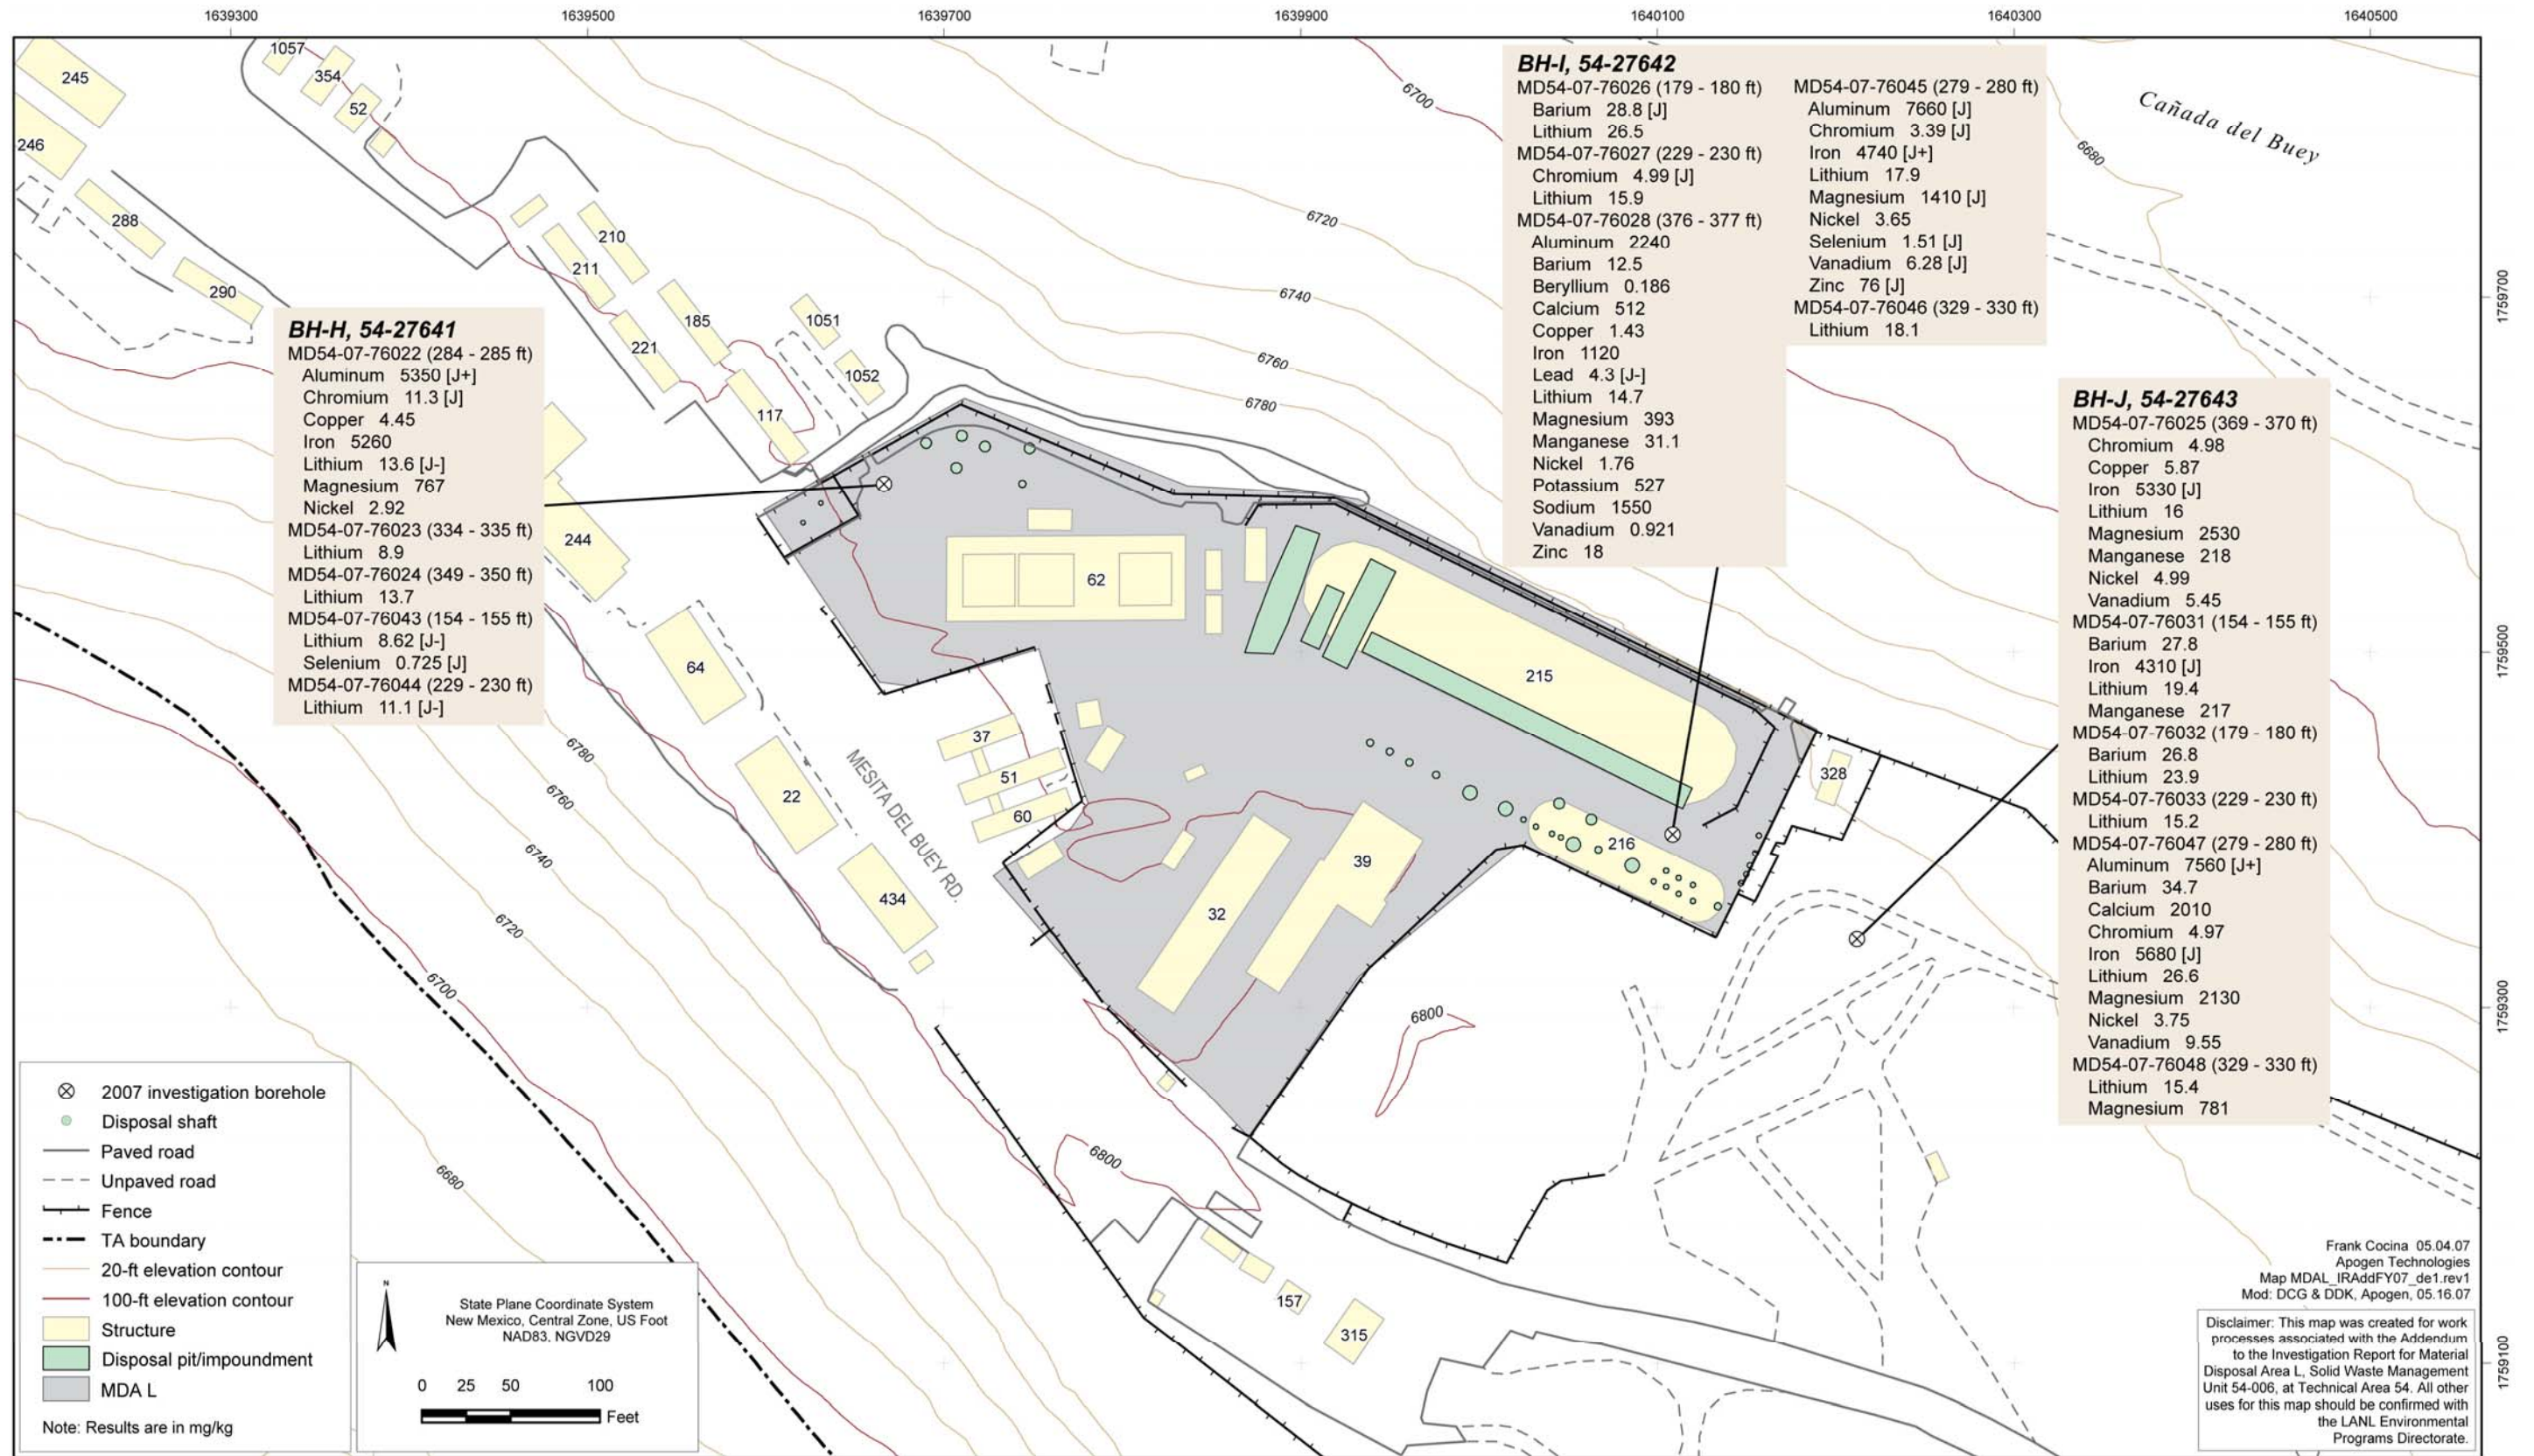 1639300
1639500
1639700
1639900
1640100
1640300
1640500
1759700
1759500
1759300
1759100
245
246
1057
354
52
288
290
210
211
185
221
1051
1052
117
244
62
64
22
434
37
51
60
32
39
215
216
328
157
315
6700
6720
6740
6760
6780
6680
Cañada del Buey
6780
6760
6740
6720
6700
6680
6800
6800
MESITA DEL BUEY RD.
BH-H, 54-27641
MD54-07-76022 (284 - 285 ft)
Aluminum 5350 [J+]
Chromium 11.3 [J]
Copper 4.45
Iron 5260
Lithium 13.6 [J-]
Magnesium 767
Nickel 2.92
MD54-07-76023 (334 - 335 ft)
Lithium 8.9
MD54-07-76024 (349 - 350 ft)
Lithium 13.7
MD54-07-76043 (154 - 155 ft)
Lithium 8.62 [J-]
Selenium 0.725 [J]
MD54-07-76044 (229 - 230 ft)
Lithium 11.1 [J-]
BH-I, 54-27642
MD54-07-76026 (179 - 180 ft)
Barium 28.8 [J]
Lithium 26.5
MD54-07-76027 (229 - 230 ft)
Chromium 4.99 [J]
Lithium 15.9
MD54-07-76028 (376 - 377 ft)
Aluminum 2240
Barium 12.5
Beryllium 0.186
Calcium 512
Copper 1.43
Iron 1120
Lead 4.3 [J-]
Lithium 14.7
Magnesium 393
Manganese 31.1
Nickel 1.76
Potassium 527
Sodium 1550
Vanadium 0.921
Zinc 18
MD54-07-76045 (279 - 280 ft)
Aluminum 7660 [J]
Chromium 3.39 [J]
Iron 4740 [J+]
Lithium 17.9
Magnesium 1410 [J]
Nickel 3.65
Selenium 1.51 [J]
Vanadium 6.28 [J]
Zinc 76 [J]
MD54-07-76046 (329 - 330 ft)
Lithium 18.1
BH-J, 54-27643
MD54-07-76025 (369 - 370 ft)
Chromium 4.98
Copper 5.87
Iron 5330 [J]
Lithium 16
Magnesium 2530
Manganese 218
Nickel 4.99
Vanadium 5.45
MD54-07-76031 (154 - 155 ft)
Barium 27.8
Iron 4310 [J]
Lithium 19.4
Manganese 217
MD54-07-76032 (179 - 180 ft)
Barium 26.8
Lithium 23.9
MD54-07-76033 (229 - 230 ft)
Lithium 15.2
MD54-07-76047 (279 - 280 ft)
Aluminum 7560 [J+]
Barium 34.7
Calcium 2010
Chromium 4.97
Iron 5680 [J]
Lithium 26.6
Magnesium 2130
Nickel 3.75
Vanadium 9.55
MD54-07-76048 (329 - 330 ft)
Lithium 15.4
Magnesium 781
2007 investigation borehole
Disposal shaft
Paved road
Unpaved road
Fence
TA boundary
20-ft elevation contour
100-ft elevation contour
Structure
Disposal pit/impoundment
MDA L
Note: Results are in mg/kg
N
State Plane Coordinate System
New Mexico, Central Zone, US Foot
NAD83, NGVD29
0 25 50 100
Feet
Frank Cocina 05.04.07
Apogen Technologies
Map MDAL_IRAddFY07_de1.rev1
Mod: DCG & DDK, Apogen, 05.16.07
Disclaimer: This map was created for work
processes associated with the Addendum
to the Investigation Report for Material
Disposal Area L, Solid Waste Management
Unit 54-006, at Technical Area 54. All other
uses for this map should be confirmed with
the LANL Environmental
Programs Directorate.